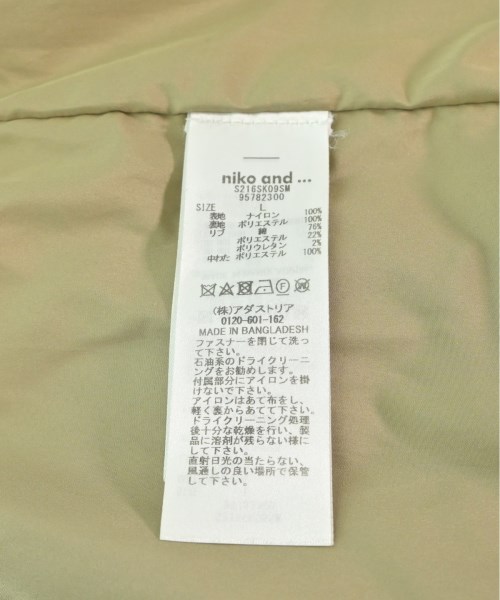 niko and ...
S216SK09SM
95782300
SIZE L
表地 ナイロン 100%
裏地 ポリエステル 100%
リブ 綿 76%
ポリエステル 22%
ポリウレタン 2%
中わた ポリエステル 100%
(株)アダストリア
0120-601-162
MADE IN BANGLADESH
ファスナーを閉じて洗っ
て下さい。
石油系のドライクリーニ
ングをお勧めします。
付属部分にアイロンを掛
けないで下さい。
アイロンはあて布をし、
軽く裏からあてて下さい。
ドライクリーニング処理
後十分な乾燥を行い、製
品に溶剤が残らない様に
して下さい。
直射日光の当たらない、
風通しの良い場所で保管
して下さい。